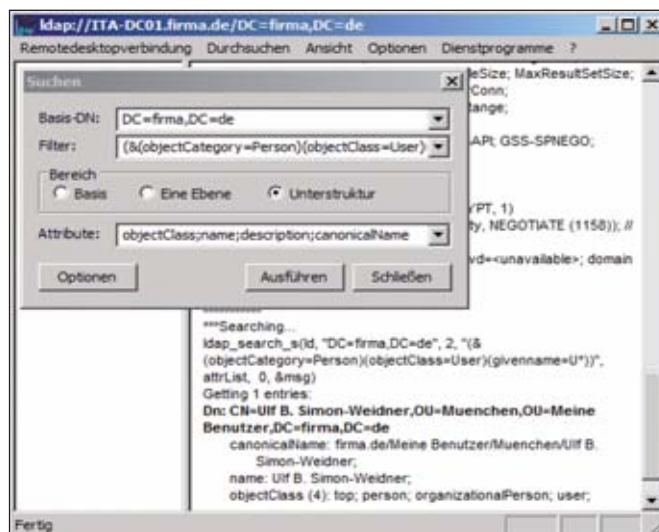 ldap://ITA-DC01.firma.de/DC=firma,DC=de
Remotedesktopverbindung Durchsuchen Ansicht Optionen Dienstprogramme ?
Suchen
Basis-DN: DC=firma,DC=de
Filter: (&(objectCategory=Person)(objectClass=User)
Bereich
Basis Eine Ebene Unterstruktur
Attribute: objectClass;name;description;canonicalName
Optionen Ausführen Schließen
eSize; MaxResultSetSize;
Conn;
ange;
API; GSS-SPNEGO;
YPT, 1)
ty, NEGOTIATE (1158)); //
vd=<unavailable>; domain
***Searching...
ldap_search_s(ld, "DC=firma,DC=de", 2, "(&
(objectCategory=Person)(objectClass=User)(givenname=U*))",
attrList, 0, &msg)
Getting 1 entries:
Dn: CN=Ulf B. Simon-Weidner,OU=Muenchen,OU=Meine
Benutzer,DC=firma,DC=de
canonicalName: firma.de/Meine Benutzer/Muenchen/Ulf B.
Simon-Weidner;
name: Ulf B. Simon-Weidner;
objectClass (4): top; person; organizationalPerson; user;
Fertig